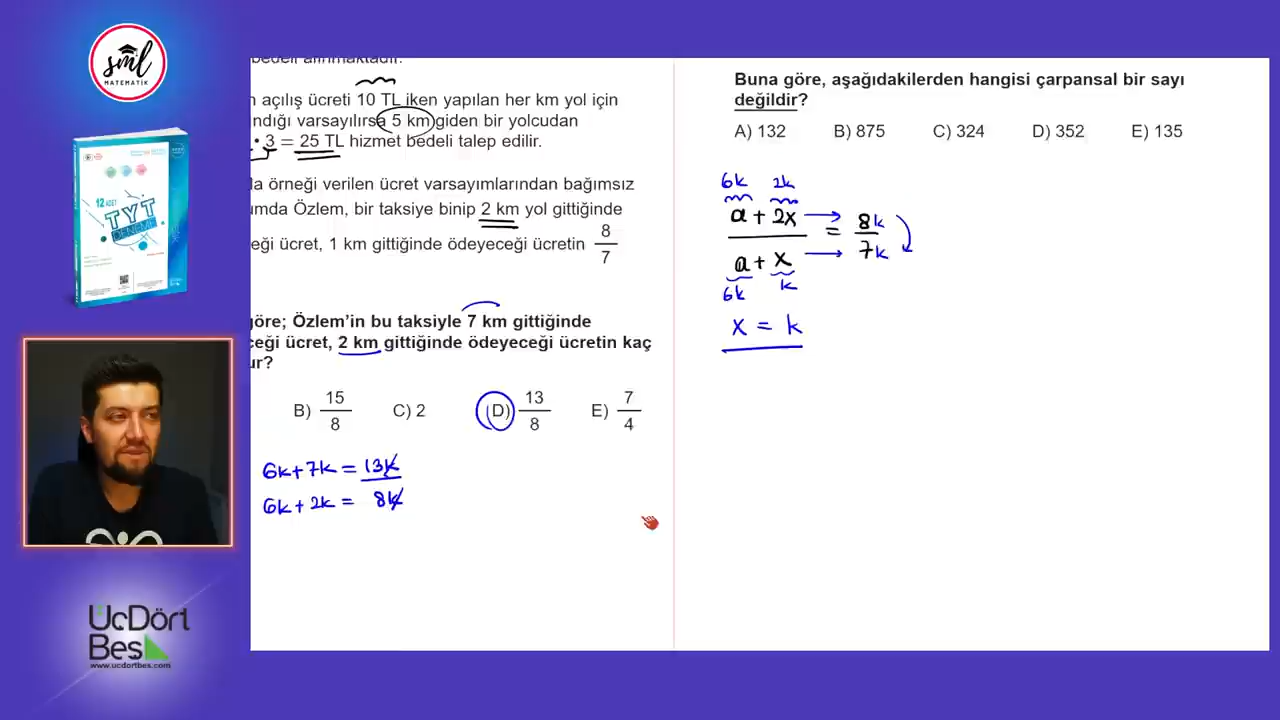 sml
MATEMATİK
12 ADET
TYT
DENEME
ÜcDört
Beş
www.ucdortbes.com
bedeli alınmaktadır.
n açılış ücreti 10 TL iken yapılan her km yol için
ndığı varsayılırsa 5 km giden bir yolcudan
• 3 = 25 TL hizmet bedeli talep edilir.
la örneği verilen ücret varsayımlarından bağımsız
umda Özlem, bir taksiye binip 2 km yol gittiğinde
eği ücret, 1 km gittiğinde ödeyeceği ücretin 8/7
göre; Özlem'in bu taksiyle 7 km gittiğinde
ceği ücret, 2 km gittiğinde ödeyeceği ücretin kaç
ur?
B) 15/8 C) 2 D) 13/8 E) 7/4
6k+7k = 13k
6k+2k = 8k
Buna göre, aşağıdakilerden hangisi çarpansal bir sayı
değildir?
A) 132 B) 875 C) 324 D) 352 E) 135
6k 2k
a + 2x → = 8k
a + x → 7k
6k k
x = k